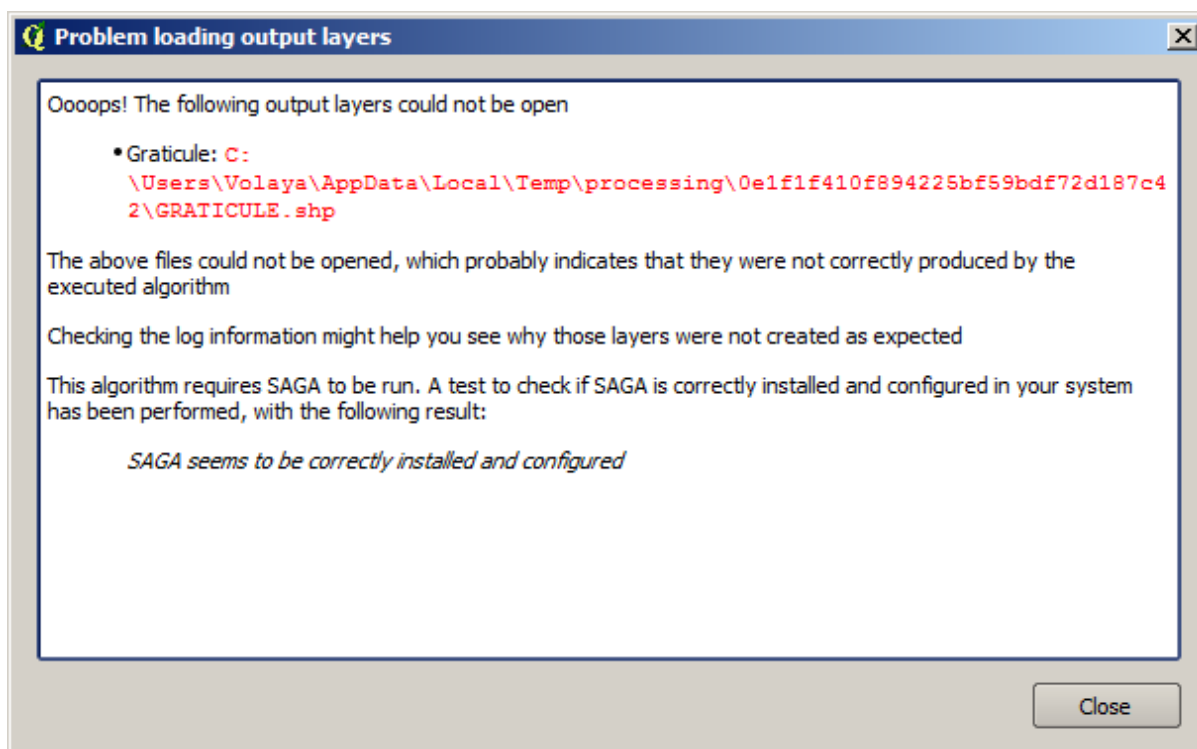 Problem loading output layers
Oooops! The following output layers could not be open
• Graticule: C:
\Users\Volaya\AppData\Local\Temp\processing\0e1f1f410f894225bf59bdf72d187c4
2\GRATICULE.shp
The above files could not be opened, which probably indicates that they were not correctly produced by the
executed algorithm
Checking the log information might help you see why those layers were not created as expected
This algorithm requires SAGA to be run. A test to check if SAGA is correctly installed and configured in your system
has been performed, with the following result:
SAGA seems to be correctly installed and configured
Close